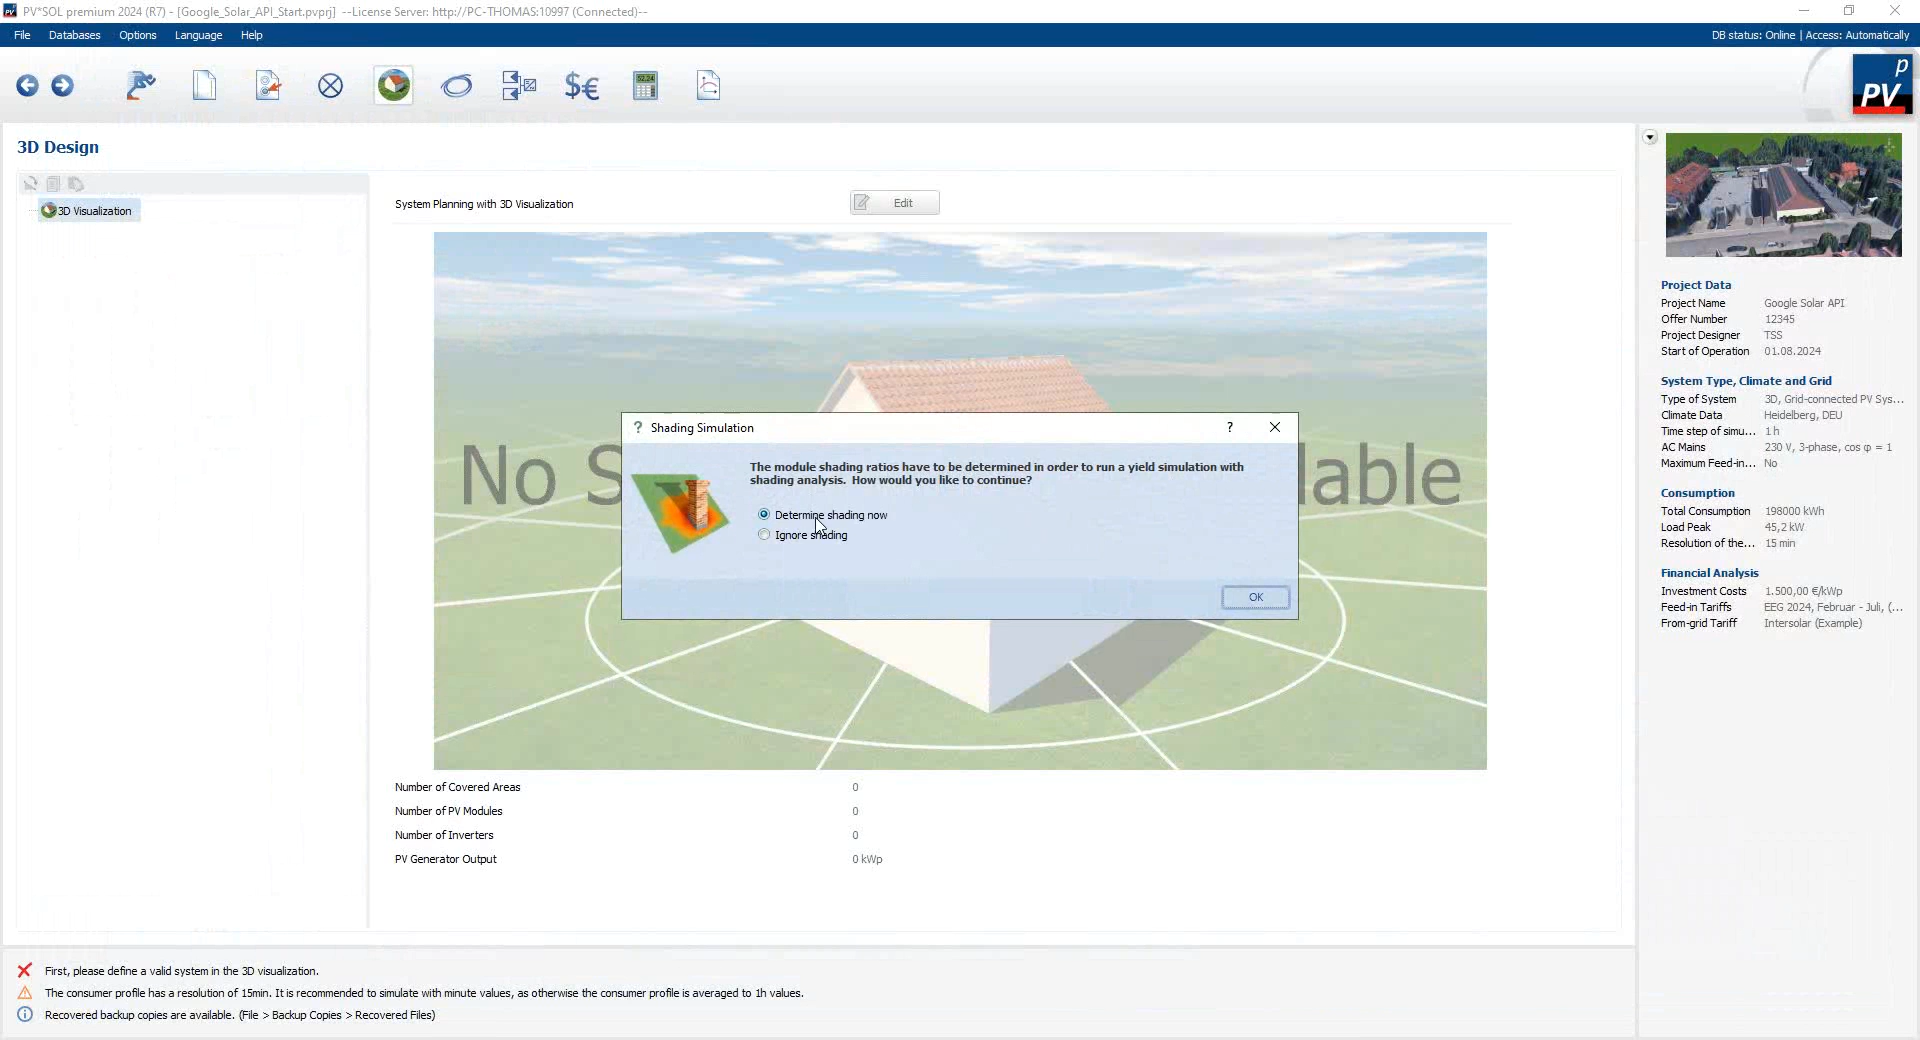 PV*SOL premium 2024 (R7) - [Google_Solar_API_Start.pvprj] --License Server: http://PC-THOMAS:10997 (Connected)--
File Databases Options Language Help
DB status: Online | Access: Automatically
52,24
$€
p
PV
3D Design
3D Visualization
System Planning with 3D Visualization
Edit
No S
lable
? Shading Simulation
?
The module shading ratios have to be determined in order to run a yield simulation with
shading analysis. How would you like to continue?
Determine shading now
Ignore shading
OK
Number of Covered Areas 0
Number of PV Modules 0
Number of Inverters 0
PV Generator Output 0 kWp
Project Data
Project Name Google Solar API
Offer Number 12345
Project Designer TSS
Start of Operation 01.08.2024
System Type, Climate and Grid
Type of System 3D, Grid-connected PV Sys...
Climate Data Heidelberg, DEU
Time step of simu... 1 h
AC Mains 230 V, 3-phase, cos φ = 1
Maximum Feed-in... No
Consumption
Total Consumption 198000 kWh
Load Peak 45,2 kW
Resolution of the... 15 min
Financial Analysis
Investment Costs 1.500,00 €/kWp
Feed-in Tariffs EEG 2024, Februar - Juli, (...
From-grid Tariff Intersolar (Example)
First, please define a valid system in the 3D visualization.
The consumer profile has a resolution of 15min. It is recommended to simulate with minute values, as otherwise the consumer profile is averaged to 1h values.
Recovered backup copies are available. (File > Backup Copies > Recovered Files)